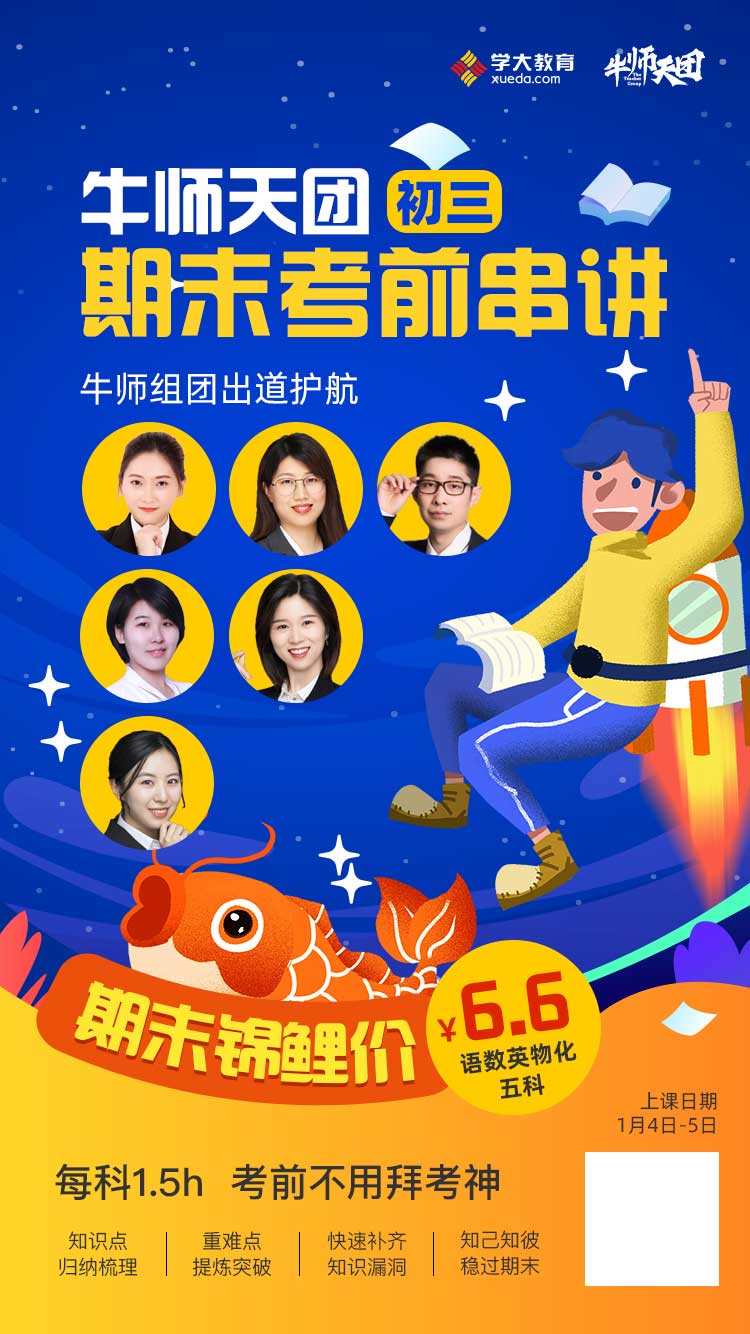 学大教育
xueda.com
牛师天团
The
Teacher
Group
牛师天团 初三
期末考前串讲
牛师组团出道护航
期末锦鲤价
¥6.6
语数英物化
五科
上课日期
1月4日-5日
每科1.5h 考前不用拜考神
知识点
归纳梳理
重难点
提炼突破
快速补齐
知识漏洞
知己知彼
稳过期末